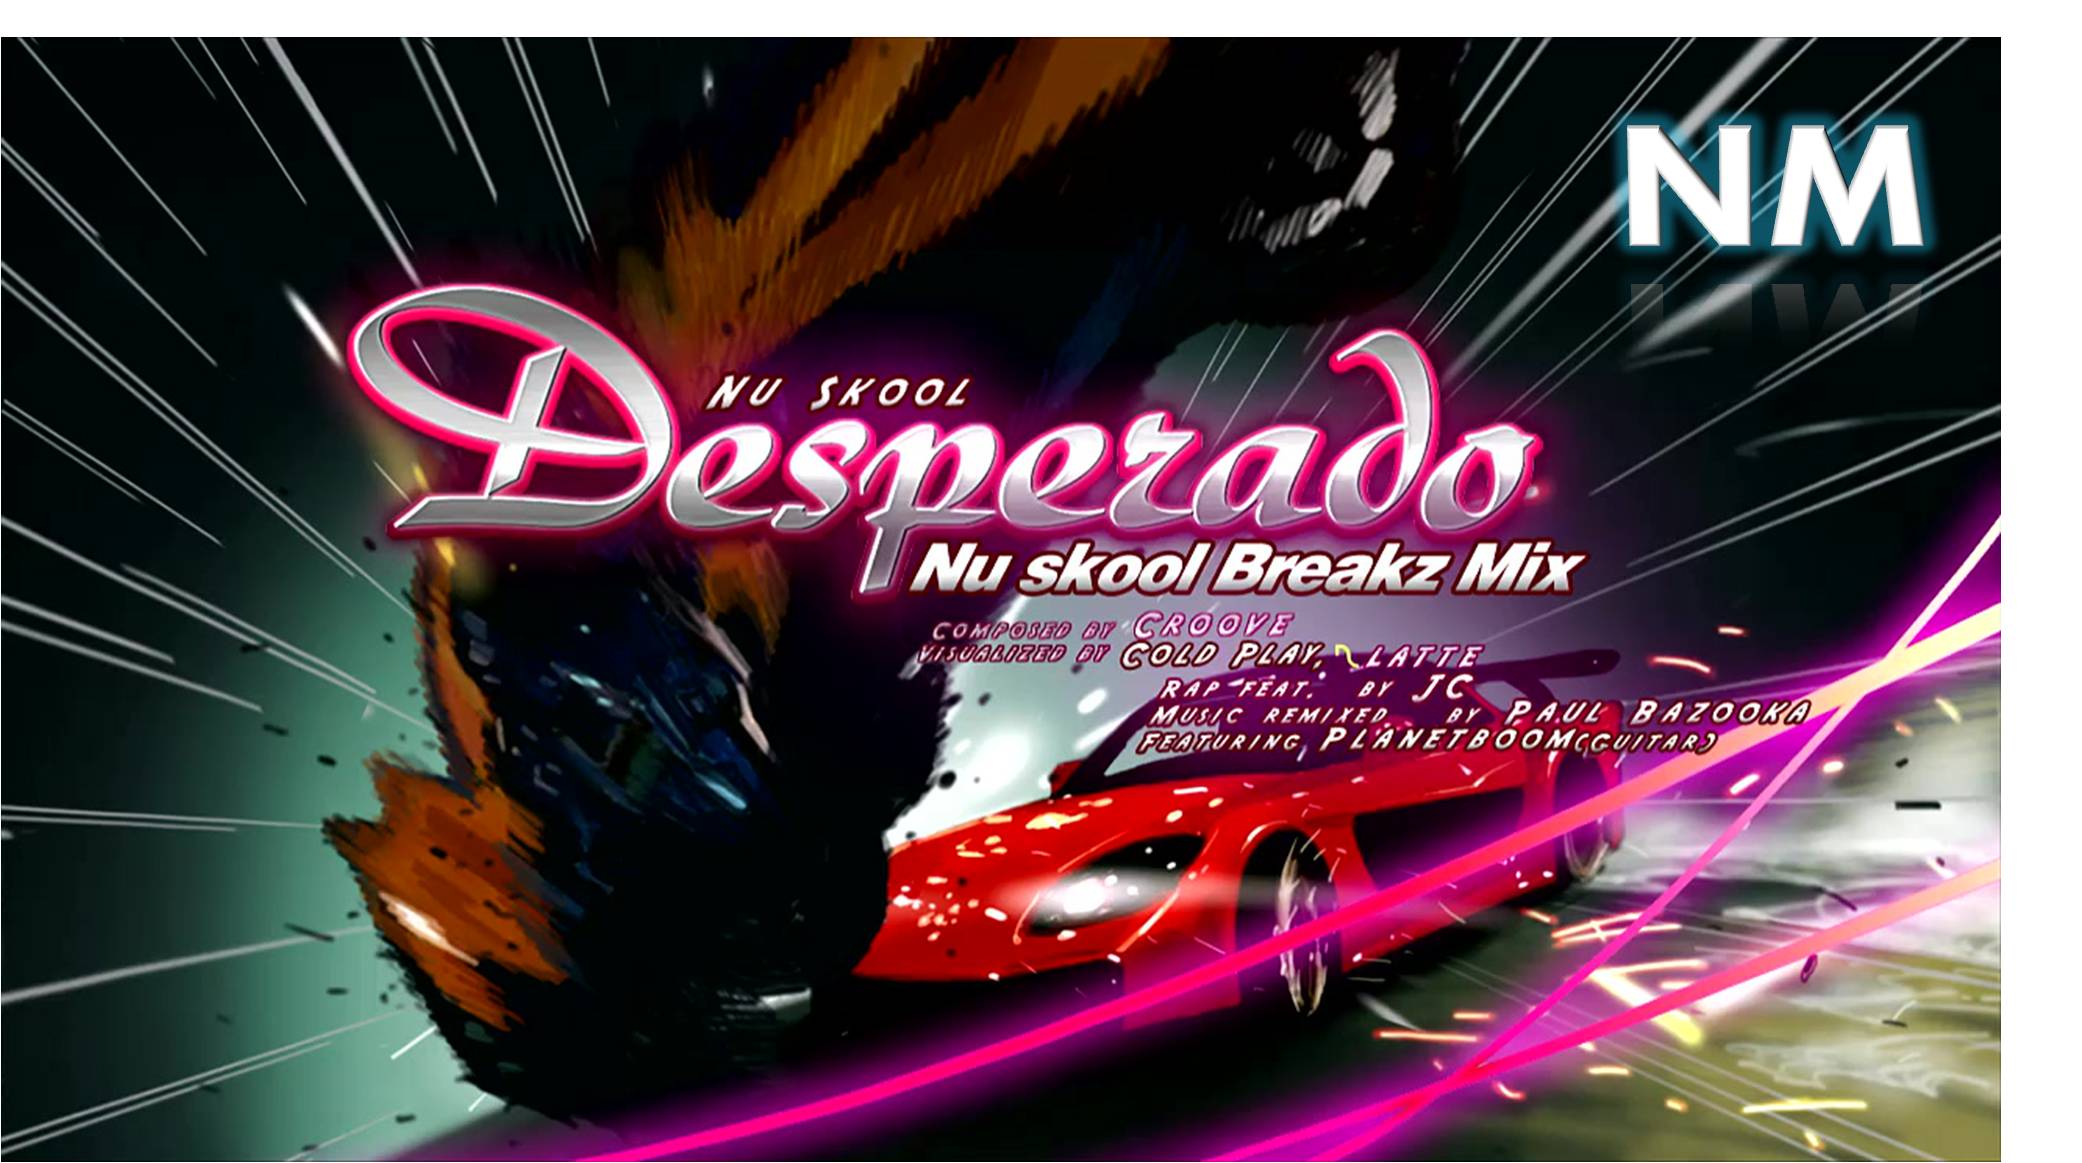 NM
NU SKOOL
Desperado
Nu skool Breakz Mix
COMPOSED BY CROOVE
VISUALIZED BY COLD PLAY, LATTE
RAP FEAT. BY JC
MUSIC REMIXED BY PAUL BAZOOKA
FEATURING PLANETBOOM(GUITAR)